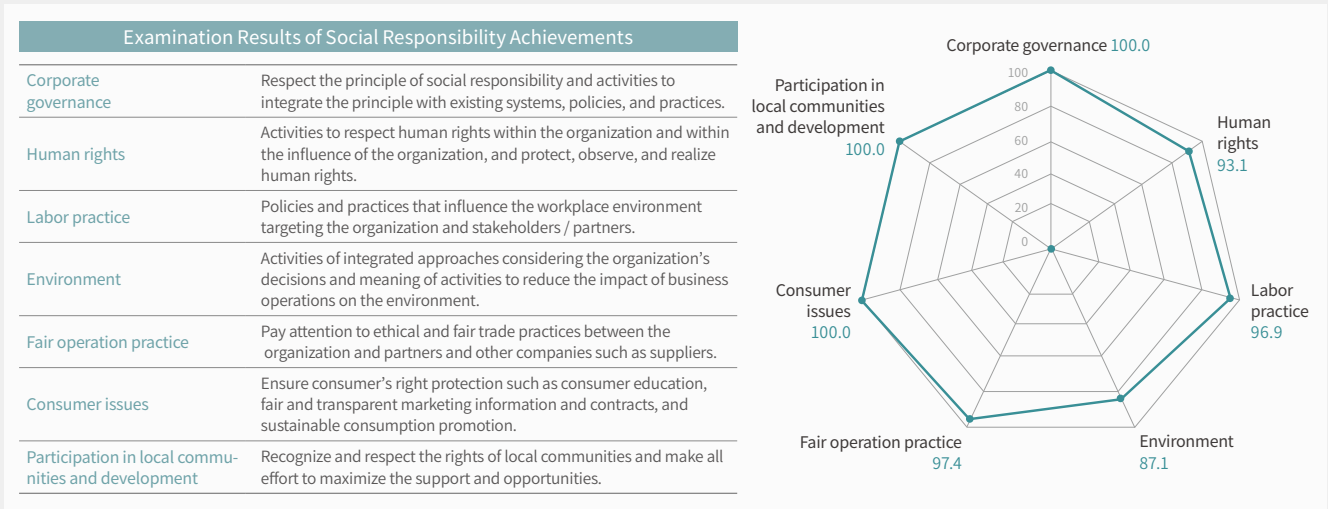 Examination Results of Social Responsibility Achievements
Corporate
governance
Respect the principle of social responsibility and activities to
integrate the principle with existing systems, policies, and practices.
Human rights
Activities to respect human rights within the organization and within
the influence of the organization, and protect, observe, and realize
human rights.
Labor practice
Policies and practices that influence the workplace environment
targeting the organization and stakeholders / partners.
Environment
Activities of integrated approaches considering the organization's
decisions and meaning of activities to reduce the impact of business
operations on the environment.
Fair operation practice
Pay attention to ethical and fair trade practices between the
organization and partners and other companies such as suppliers.
Consumer issues
Ensure consumer's right protection such as consumer education,
fair and transparent marketing information and contracts, and
sustainable consumption promotion.
Participation in local commu-
nities and development
Recognize and respect the rights of local communities and make all
effort to maximize the support and opportunities.
Corporate governance 100.0
100
80
60
40
20
0
Human
rights
93.1
Labor
practice
96.9
Environment
87.1
Fair operation practice
97.4
Consumer
issues
100.0
Participation in
local communities
and development
100.0